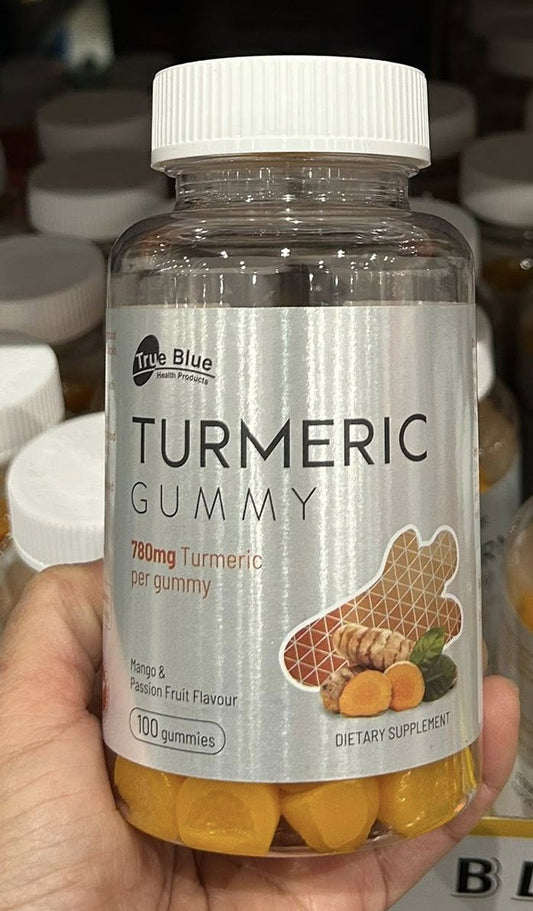 True Blue
Health Products
TURMERIC
GUMMY
780mg Turmeric
per gummy
Mango &
Passion Fruit Flavour
100 gummies
DIETARY SUPPLEMENT
B